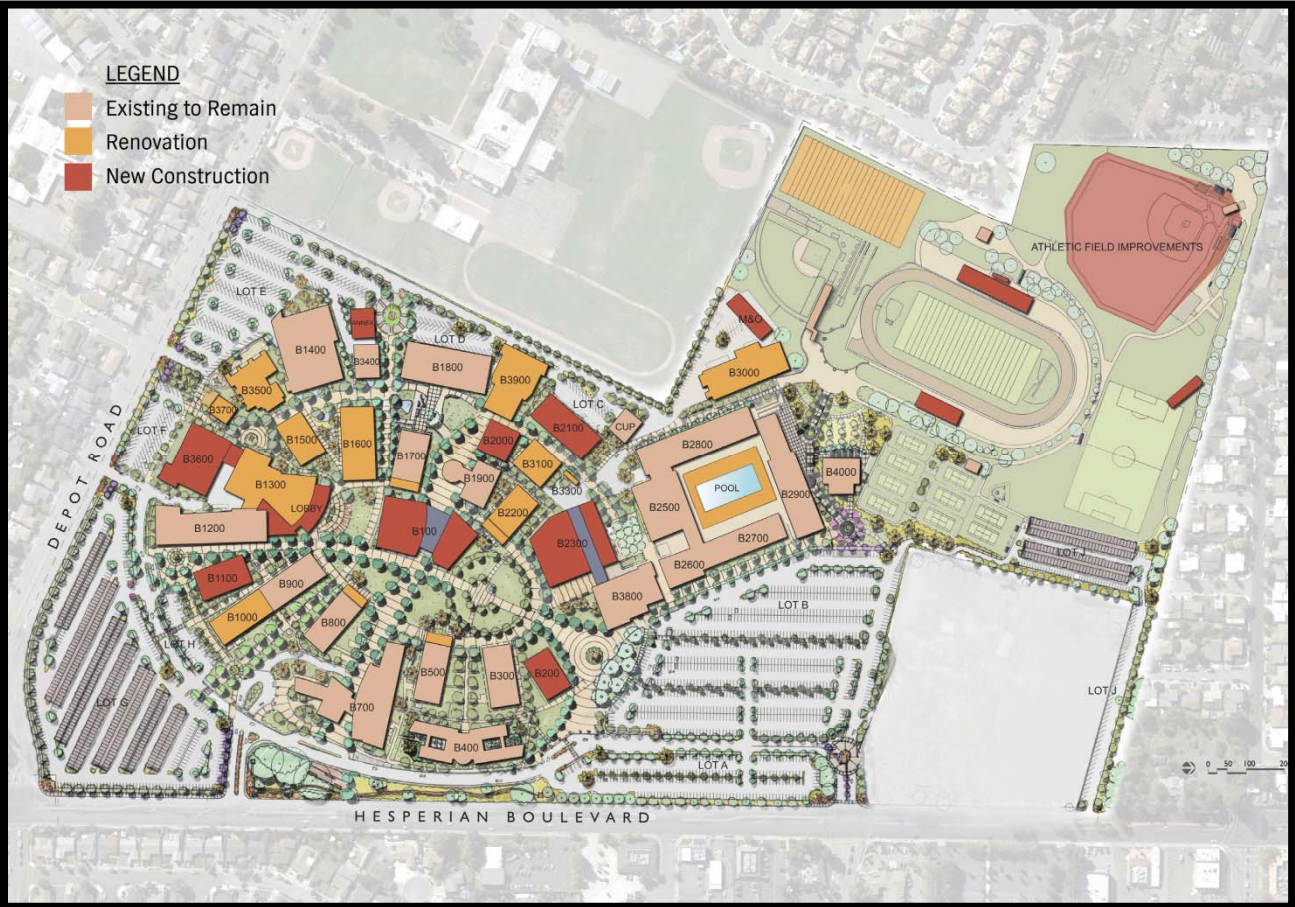 LEGEND
Existing to Remain
Renovation
New Construction
ATHLETIC FIELD IMPROVEMENTS
LOT E
ANNEX
M&O
B1400
B3400
LOT D
B1800
B3000
B3900
B3500
B3700
LOT C
CUP
LOT F
B1500
B1600
B1700
B2000
B2100
B2800
B3600
B3100
B1900
B3300
B4000
B1300
POOL
B2900
LOBBY
B2200
B2500
B1200
B100
B2300
B2700
LOT J
B2600
B1100
B900
B3800
LOT B
B1000
B800
LOT H
B500
B300
B200
LOT G
B700
LOT J
B400
LOT A
0 50 100 20
DEPOT ROAD
HESPERIAN BOULEVARD